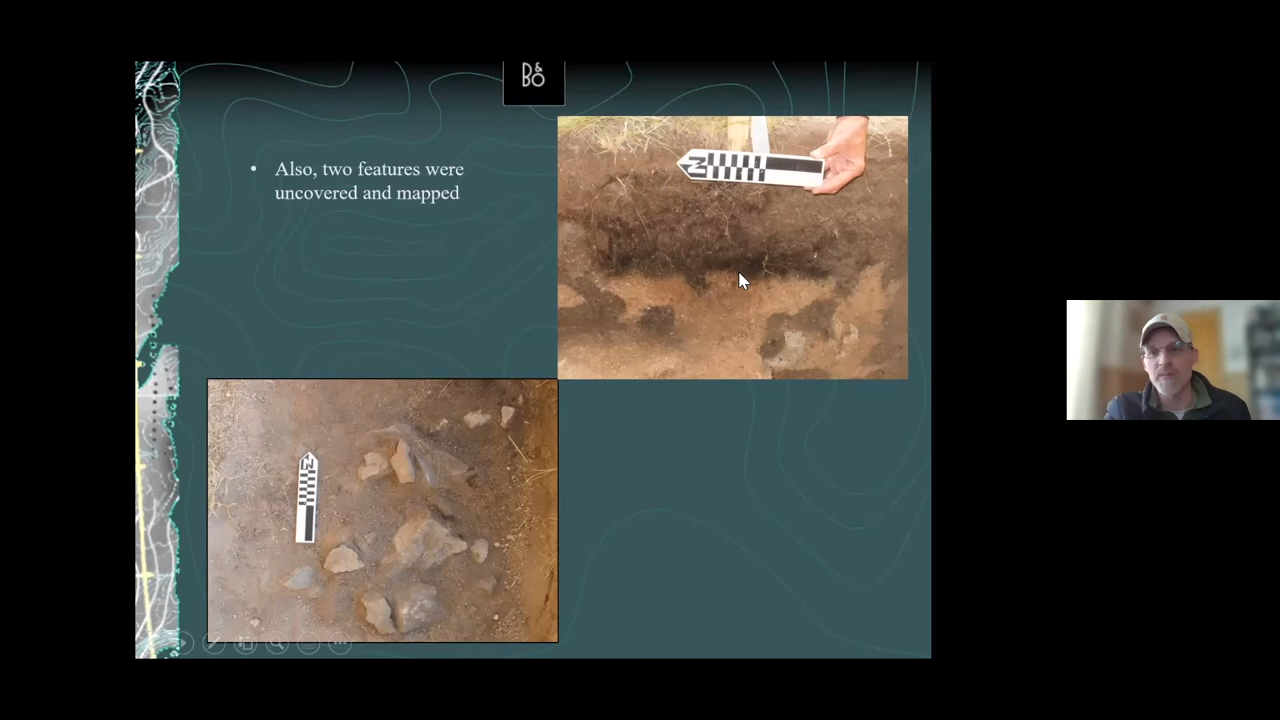 B&O
• Also, two features were
uncovered and mapped
N
N